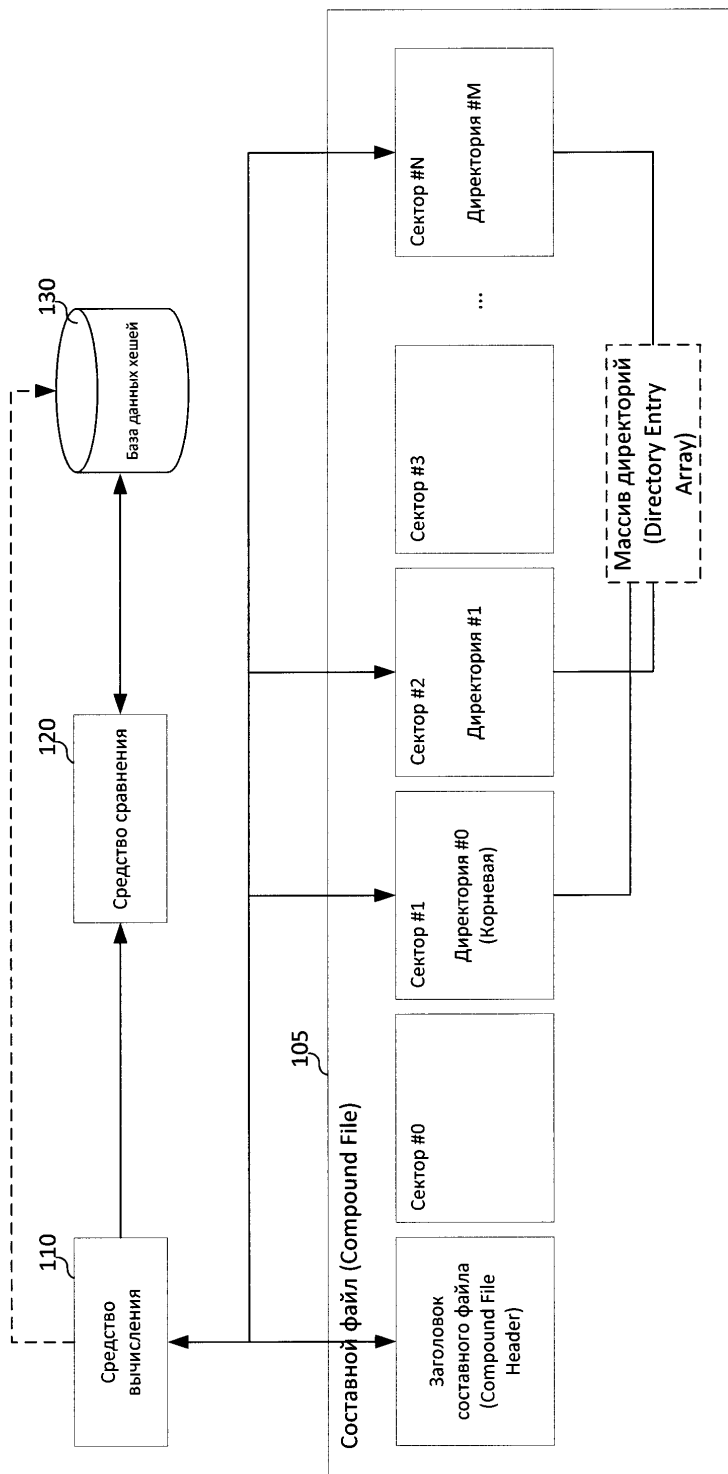 110
Средство
вычисления
120
Средство сравнения
130
База данных хешей
105
Составной файл (Compound File)
Заголовок
составного файла
(Compound File
Header)
Сектор #0
Сектор #1
Директория #0
(Корневая)
Сектор #2
Директория #1
Сектор #3
...
Сектор #N
Директория #M
Массив директорий
(Directory Entry
Array)